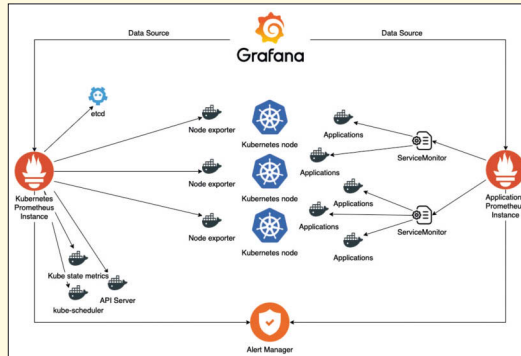 Data Source
Data Source
Grafana
etcd
Node exporter
Kubernetes node
Applications
ServiceMonitor
Node exporter
Kubernetes node
Applications
Applications
Kubernetes
Prometheus
Instance
Application
Prometheus
Instance
Node exporter
Kubernetes node
Applications
ServiceMonitor
Applications
Kube state metrics
API Server
kube-scheduler
Alert Manager